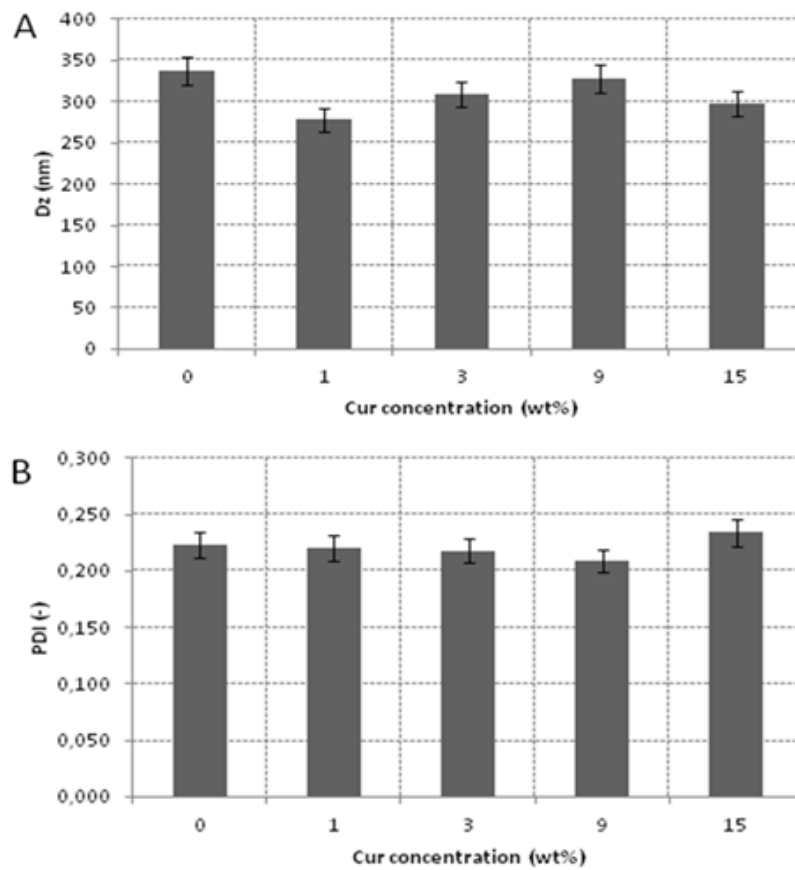 A
400
350
300
250
200
150
100
50
0
Dz (nm)
0 1 3 9 15
Cur concentration (wt%)
B
0,300
0,250
0,200
0,150
0,100
0,050
0,000
PDI (-)
0 1 3 9 15
Cur concentration (wt%)